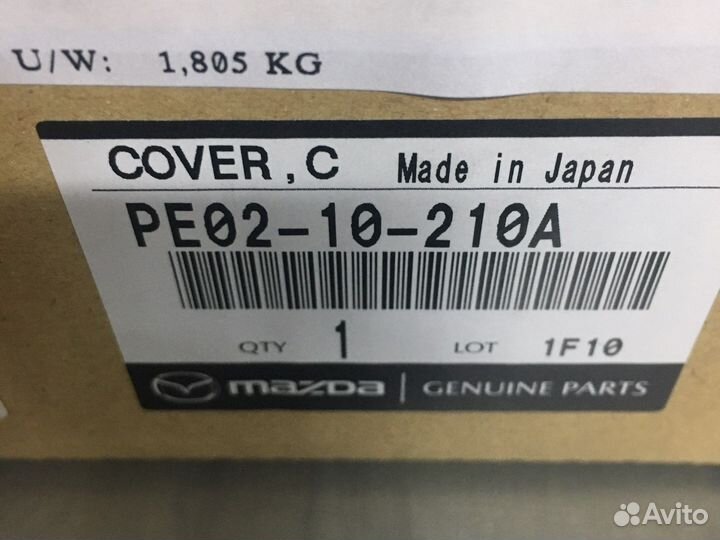 U/W: 1,805 KG
COVER , C Made in Japan
PE02-10-210A
QTY 1 LOT 1F10
mazda GENUINE PARTS
Avito